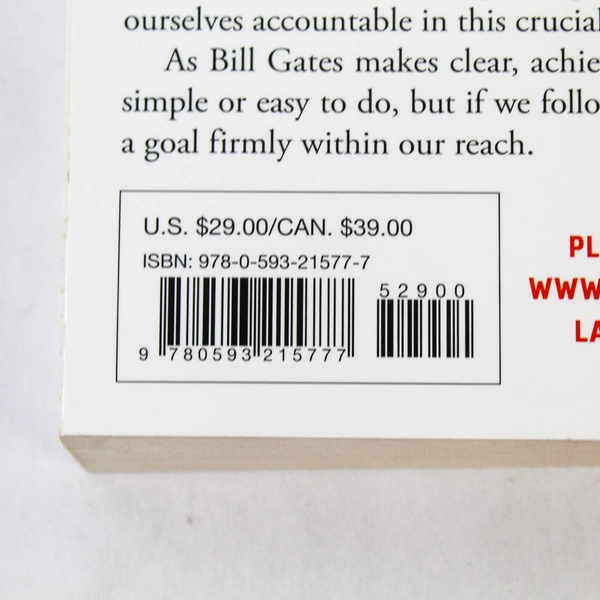 ourselves accountable in this crucial
As Bill Gates makes clear, achie
simple or easy to do, but if we follo
a goal firmly within our reach.
U.S. $29.00/CAN. $39.00
ISBN: 978-0-593-21577-7
52900
9 780593 215777
PL
WWW
LA